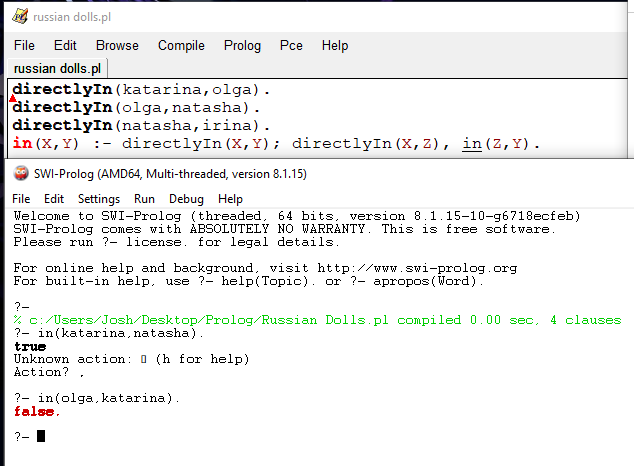 russian dolls.pl
File Edit Browse Compile Prolog Pce Help
russian dolls.pl
directlyIn(katarina,olga).
directlyIn(olga,natasha).
directlyIn(natasha,irina).
in(X,Y) :- directlyIn(X,Y); directlyIn(X,Z), in(Z,Y).
SWI-Prolog (AMD64, Multi-threaded, version 8.1.15)
File Edit Settings Run Debug Help
Welcome to SWI-Prolog (threaded, 64 bits, version 8.1.15-10-g6718ecfeb)
SWI-Prolog comes with ABSOLUTELY NO WARRANTY. This is free software.
Please run ?- license. for legal details.
For online help and background, visit http://www.swi-prolog.org
For built-in help, use ?- help(Topic). or ?- apropos(Word).
?-
% c:/Users/Josh/Desktop/Prolog/Russian Dolls.pl compiled 0.00 sec, 4 clauses
?- in(katarina,natasha).
true
Unknown action: ▯ (h for help)
Action? .
?- in(olga,katarina).
false.
?-